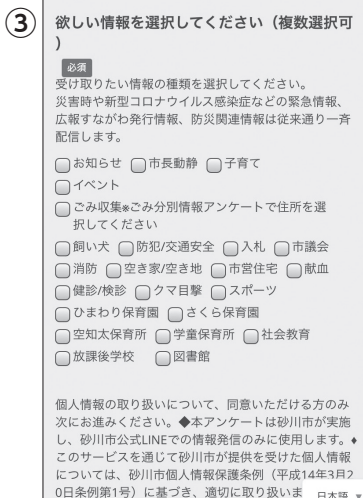 ③
欲しい情報を選択してください（複数選択可
）
必須
受け取りたい情報の種類を選択してください。
災害時や新型コロナウイルス感染症などの緊急情報、
広報すながわ発行情報、防災関連情報は従来通り一斉
配信します。
お知らせ 市長動静 子育て
イベント
ごみ収集※ごみ分別情報アンケートで住所を選
択してください
飼い犬 防犯/交通安全 入札 市議会
消防 空き家/空き地 市営住宅 献血
健診/検診 クマ目撃 スポーツ
ひまわり保育園 さくら保育園
空知太保育所 学童保育所 社会教育
放課後学校 図書館
個人情報の取り扱いについて、同意いただける方のみ
次にお進みください。◆本アンケートは砂川市が実施
し、砂川市公式LINEでの情報発信のみに使用します。♦
このサービスを通じて砂川市が提供を受けた個人情報
については、砂川市個人情報保護条例（平成14年3月2
0日条例第1号）に基づき、適切に取り扱いま
日本語